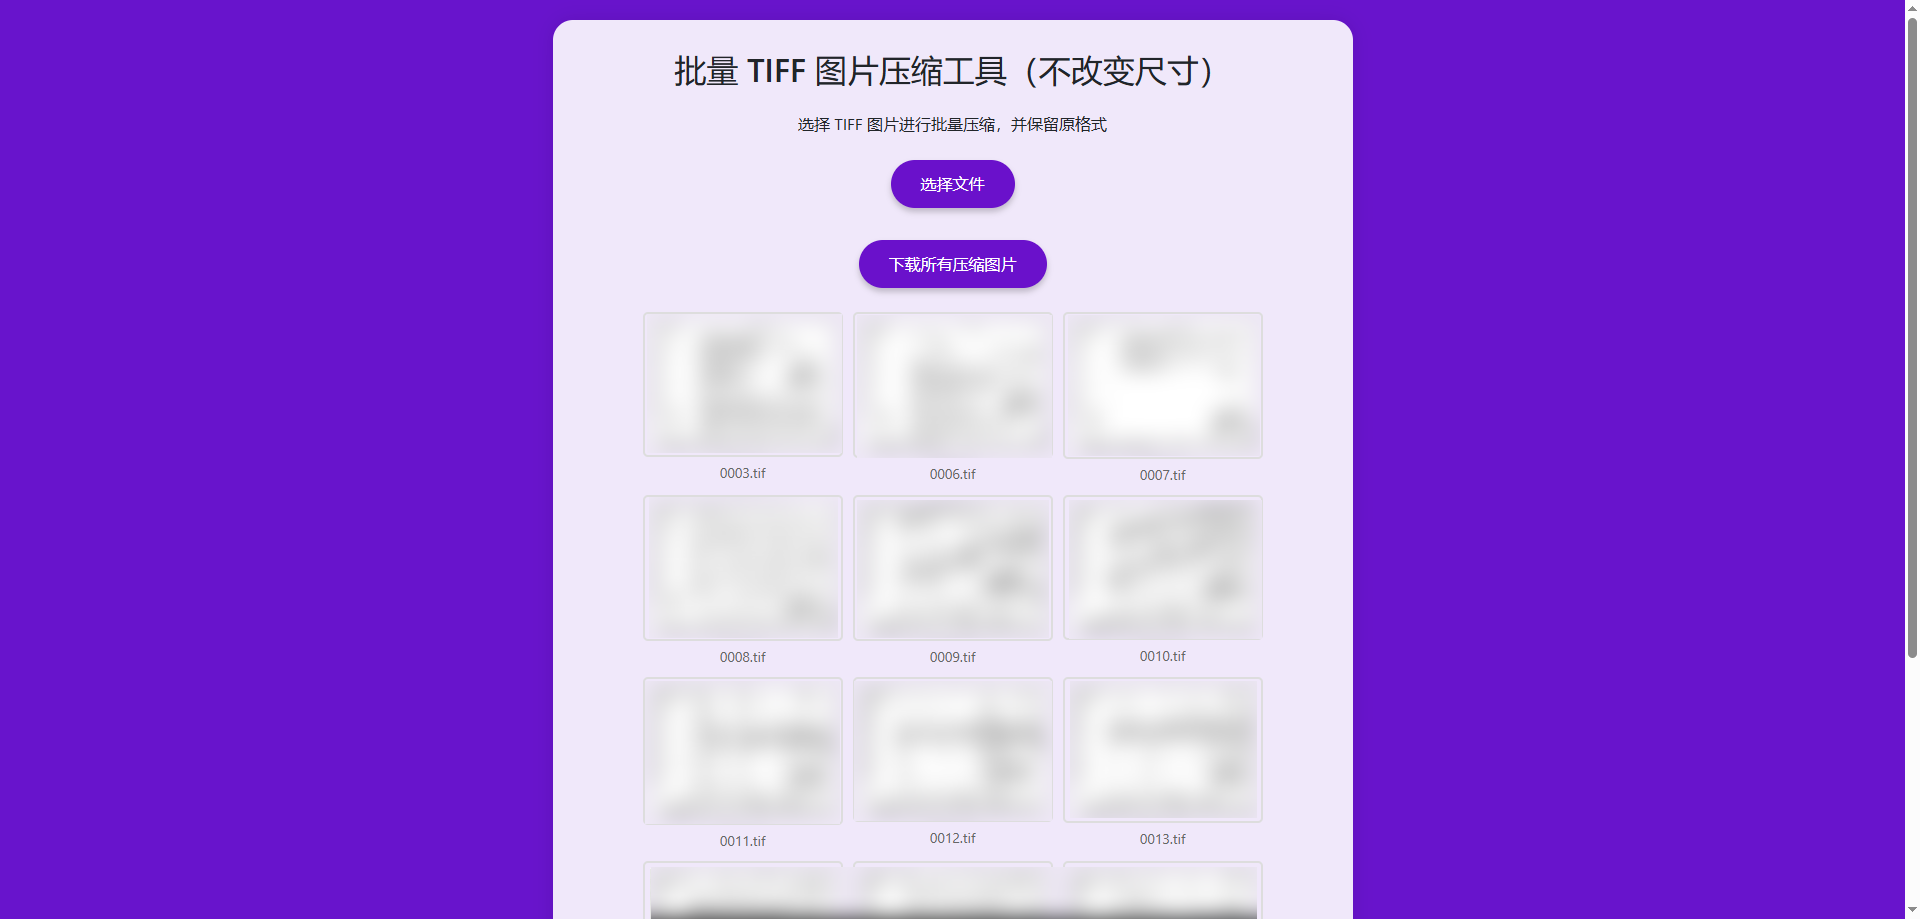 批量 TIFF 图片压缩工具（不改变尺寸）
选择 TIFF 图片进行批量压缩，并保留原格式
选择文件
下载所有压缩图片
0003.tif
0006.tif
0007.tif
0008.tif
0009.tif
0010.tif
0011.tif
0012.tif
0013.tif